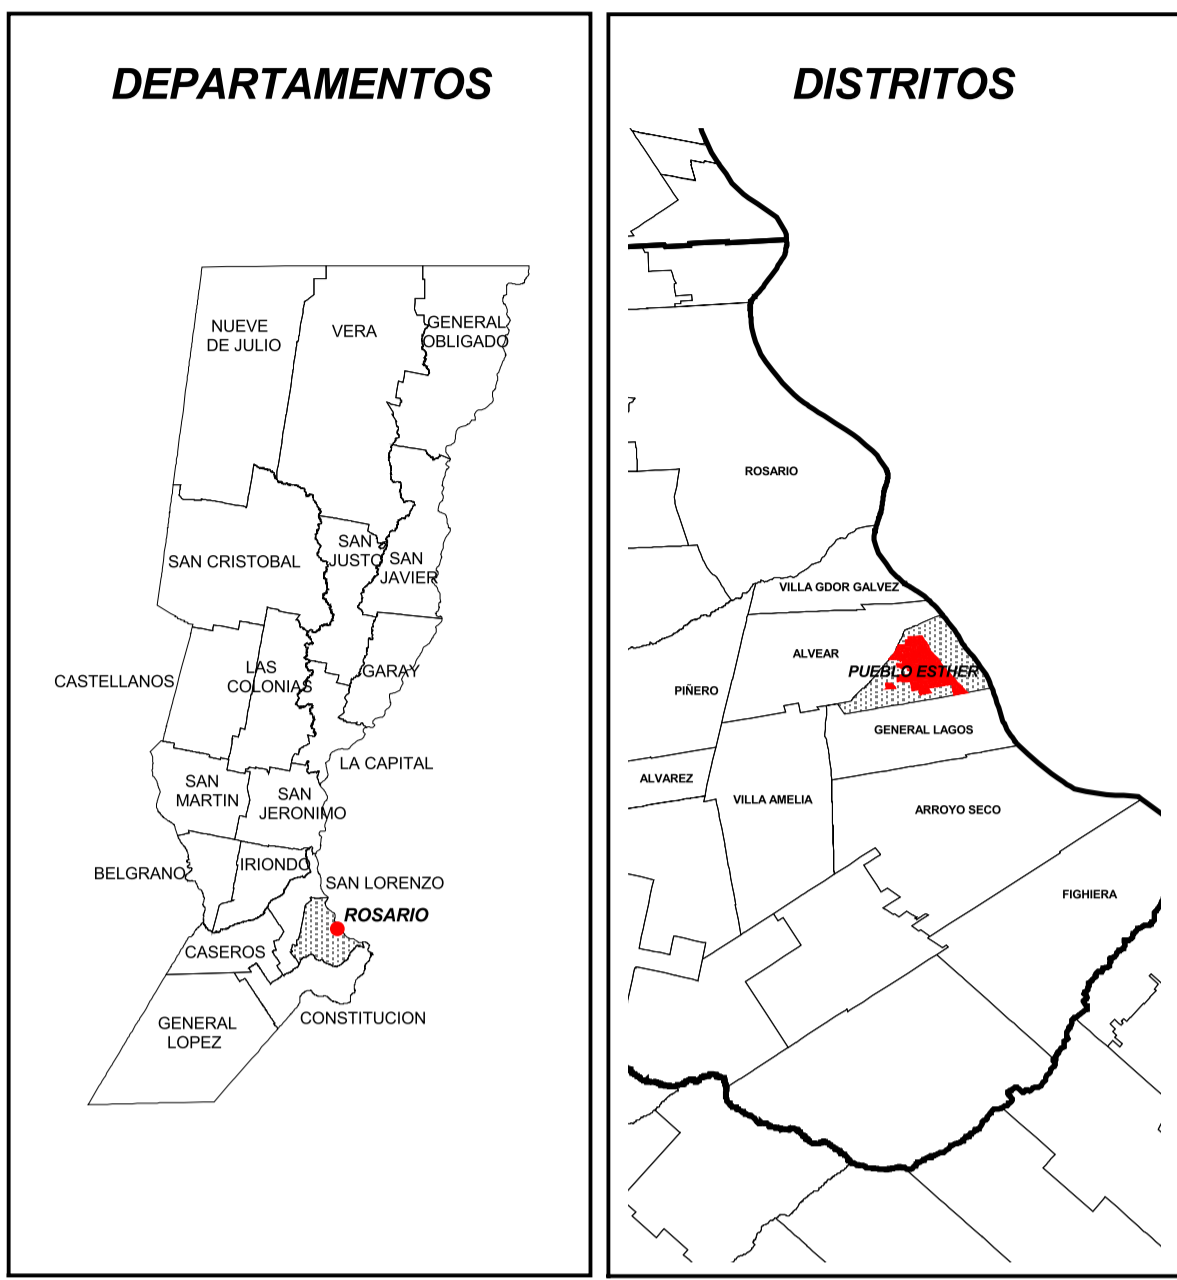 DEPARTAMENTOS
NUEVE
DE JULIO
VERA
GENERAL
OBLIGADO
SAN CRISTOBAL
SAN
JUSTO
SAN
JAVIER
CASTELLANOS
LAS
COLONIAS
GARAY
LA CAPITAL
SAN
MARTIN
SAN
JERONIMO
BELGRANO
IRIONDO
SAN LORENZO
ROSARIO
CASEROS
CONSTITUCION
GENERAL
LOPEZ
DISTRITOS
ROSARIO
VILLA GDOR GALVEZ
ALVEAR
PUEBLO ESTHER
PIÑERO
GENERAL LAGOS
ALVAREZ
VILLA AMELIA
ARROYO SECO
FIGHIERA